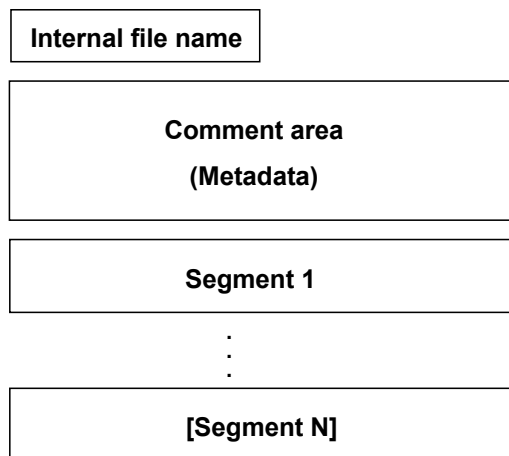 Internal file name
Comment area
(Metadata)
Segment 1
.
.
.
[Segment N]